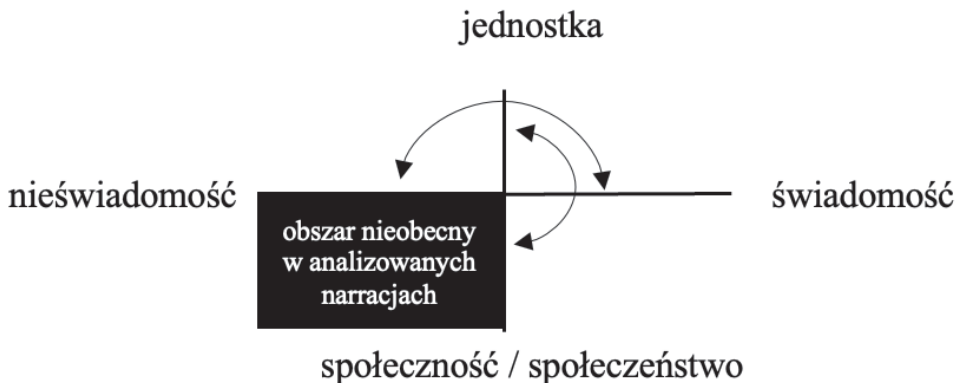 jednostka
nieświadomość
świadomość
obszar nieobecny
w analizowanych
narracjach
społeczność / społeczeństwo